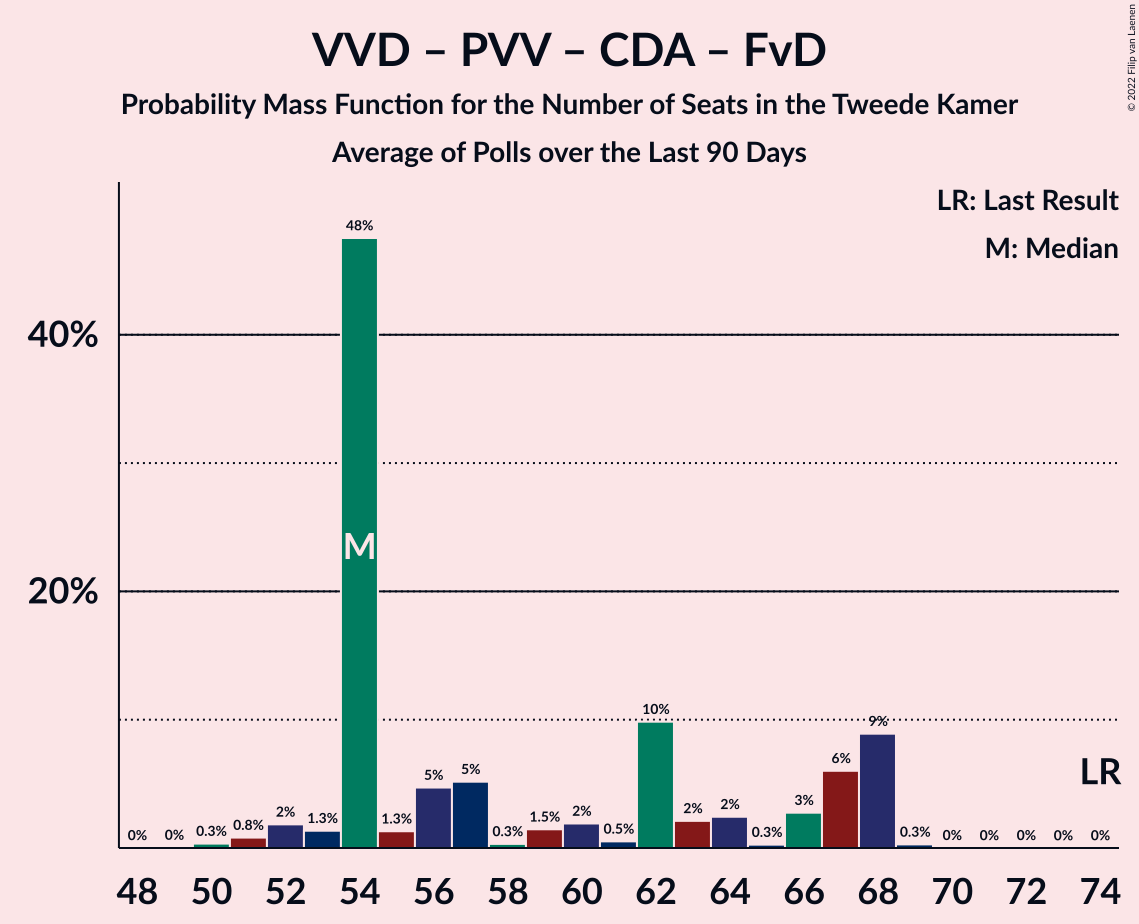 VVD – PVV – CDA – FvD
Probability Mass Function for the Number of Seats in the Tweede Kamer
Average of Polls over the Last 90 Days
© 2022 Filip van Laenen
LR: Last Result
M: Median
40%
20%
0% 0% 0.3% 0.8% 2% 1.3% 48% 1.3% 5% 5% 0.3% 1.5% 2% 0.5% 10% 2% 2% 0.3% 3% 6% 9% 0.3% 0% 0% 0% 0% 0%
M
LR
48 50 52 54 56 58 60 62 64 66 68 70 72 74